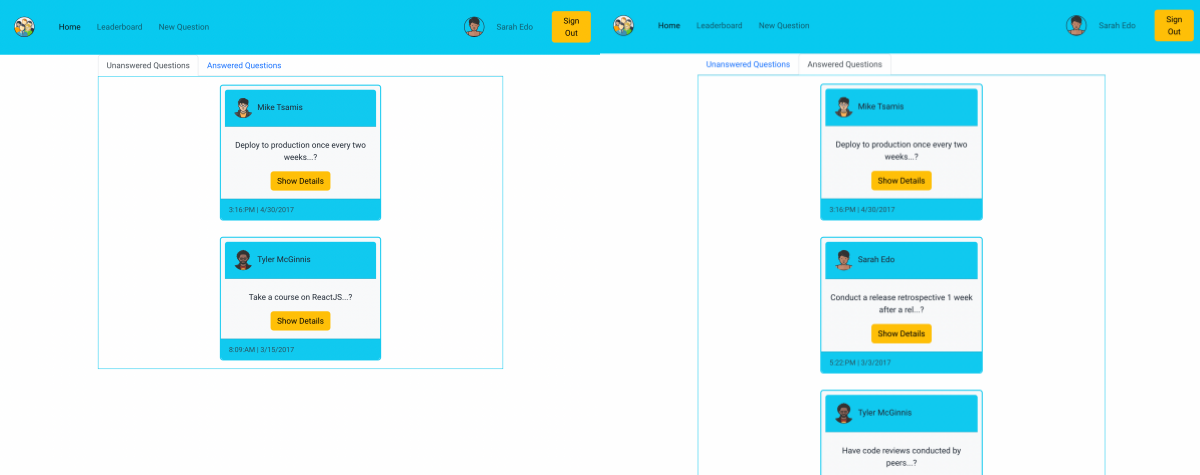 Home
Leaderboard
New Question
Sarah Edo
Sign
Out
Unanswered Questions
Answered Questions
Mike Tsamis
Deploy to production once every two
weeks...?
Show Details
3:16:PM | 4/30/2017
Tyler McGinnis
Take a course on ReactJS...?
Show Details
8:09:AM | 3/15/2017
Home
Leaderboard
New Question
Sarah Edo
Sign
Out
Unanswered Questions
Answered Questions
Mike Tsamis
Deploy to production once every two
weeks...?
Show Details
3:16:PM | 4/30/2017
Sarah Edo
Conduct a release retrospective 1 week
after a rel...?
Show Details
5:22:PM | 3/3/2017
Tyler McGinnis
Have code reviews conducted by
peers...?